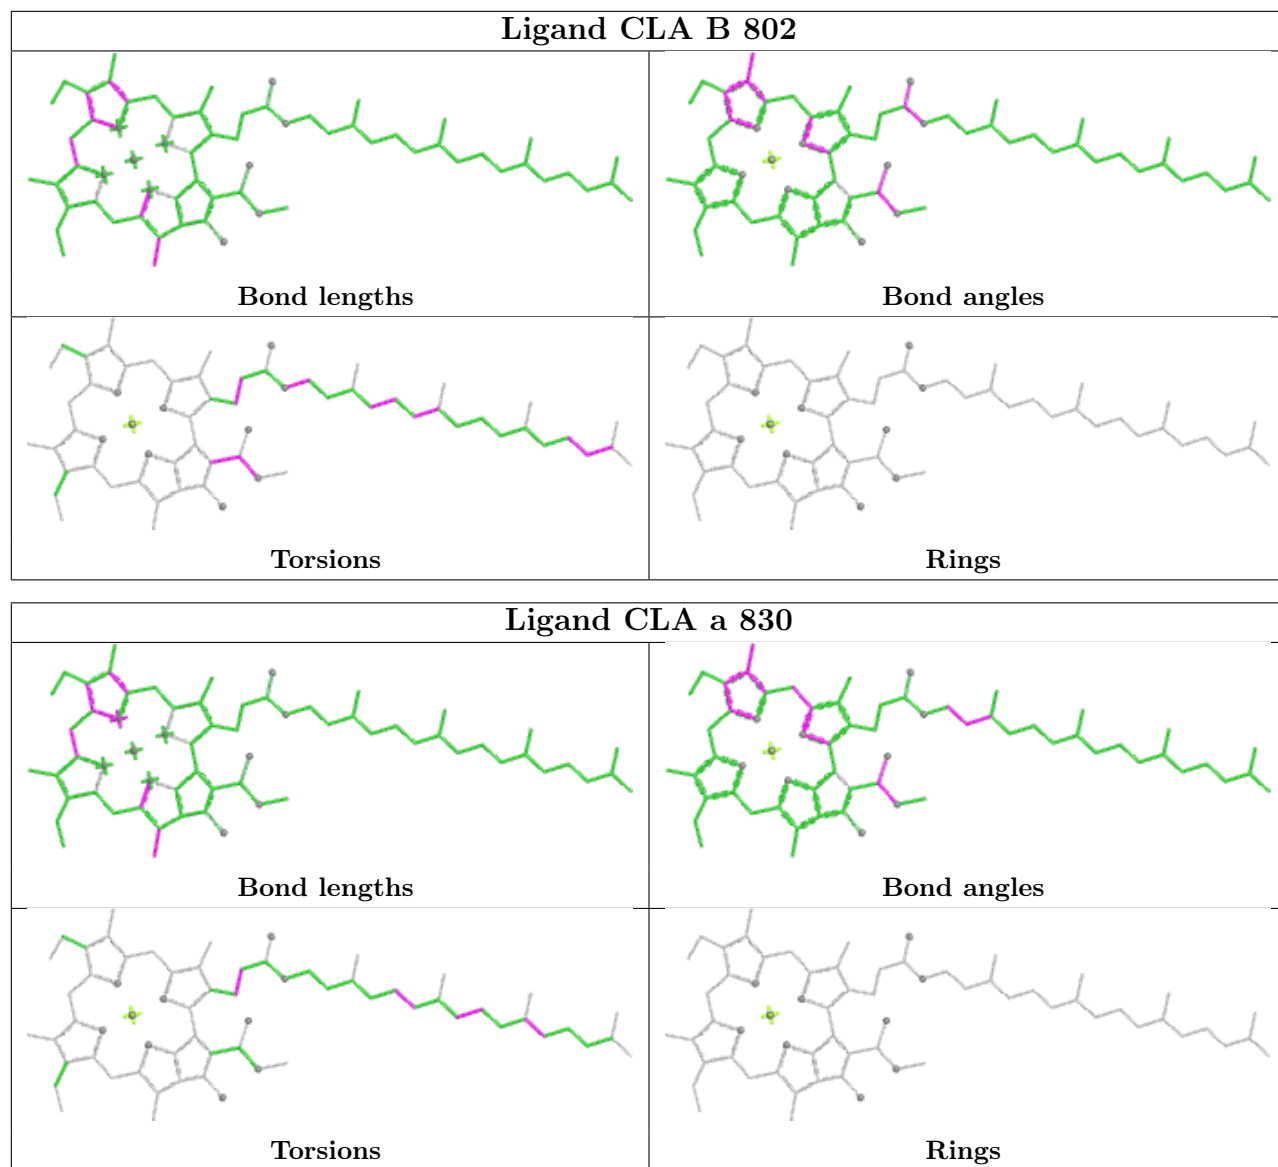 Ligand CLA B 802
Bond lengths
Bond angles
Torsions
Rings
Ligand CLA a 830
Bond lengths
Bond angles
Torsions
Rings